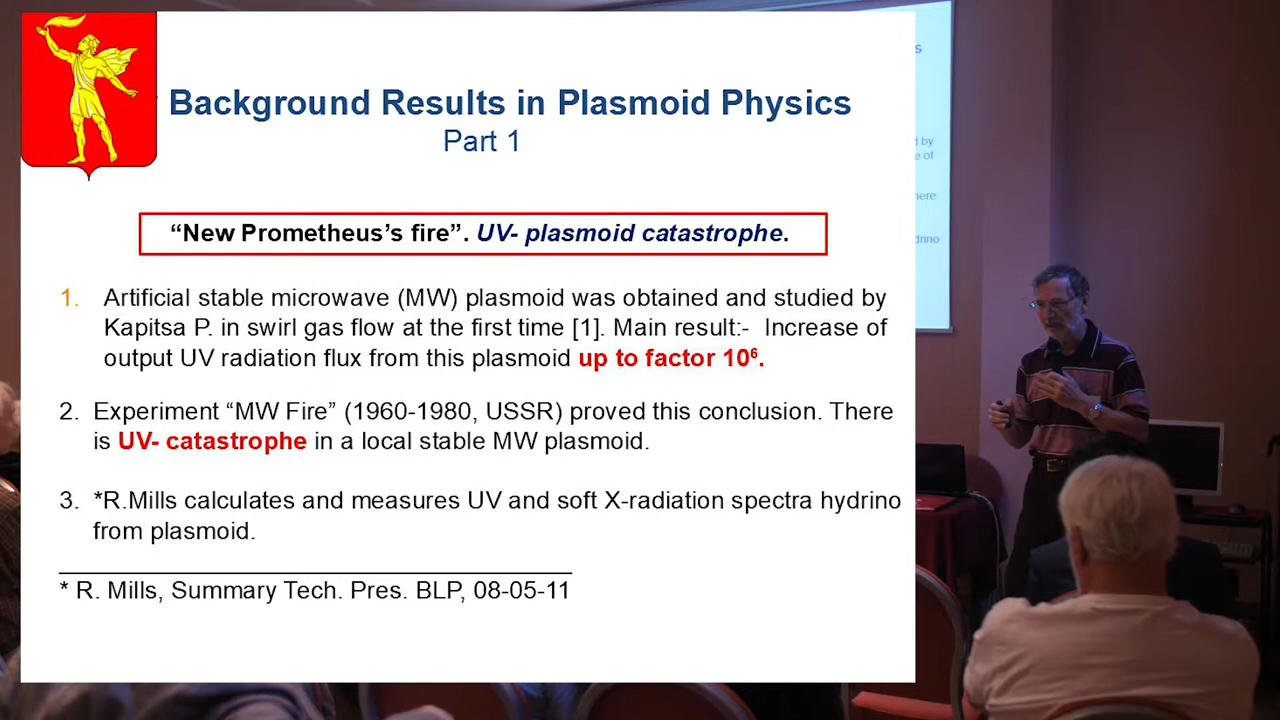 Background Results in Plasmoid Physics
Part 1
“New Prometheus’s fire”. UV- plasmoid catastrophe.
1. Artificial stable microwave (MW) plasmoid was obtained and studied by
Kapitsa P. in swirl gas flow at the first time [1]. Main result:- Increase of
output UV radiation flux from this plasmoid up to factor 10⁶.
2. Experiment “MW Fire” (1960-1980, USSR) proved this conclusion. There
is UV- catastrophe in a local stable MW plasmoid.
3. *R.Mills calculates and measures UV and soft X-radiation spectra hydrino
from plasmoid.
* R. Mills, Summary Tech. Pres. BLP, 08-05-11
s
by
e of
here
drino